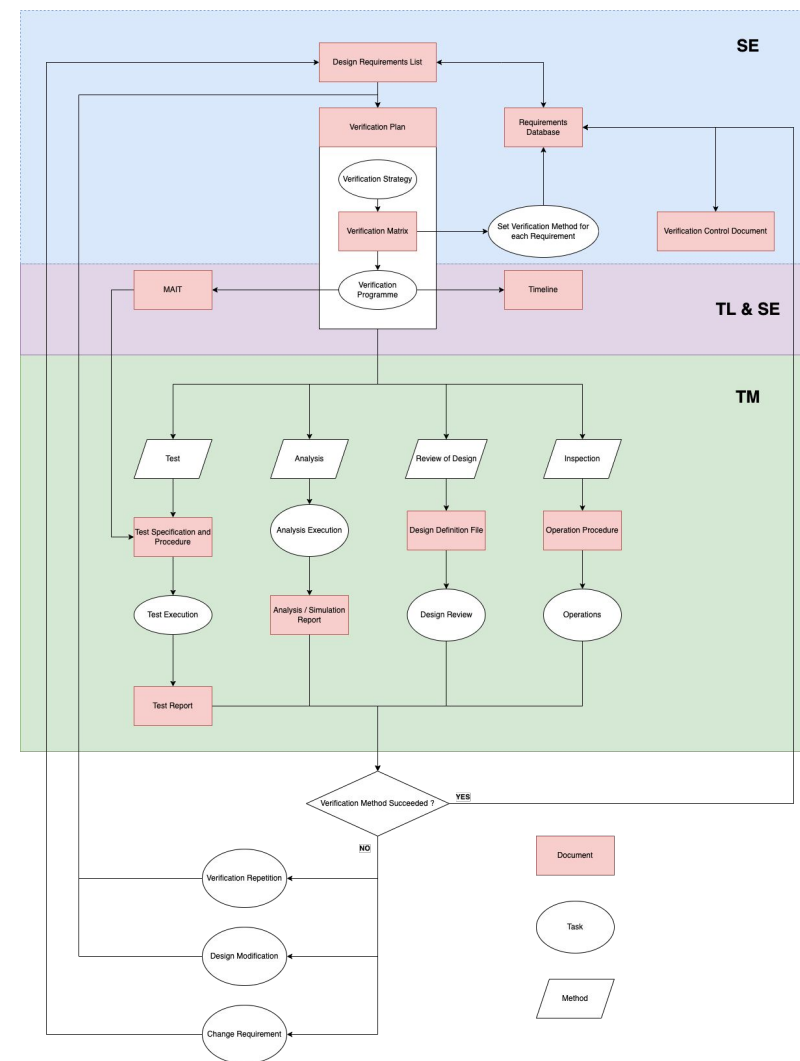 SE
Design Requirements List
Requirements
Database
Verification Plan
Verification Strategy
Verification Matrix
Set Verification Method for
each Requirement
Verification Control Document
MAIT
Verification
Programme
Timeline
TL & SE
TM
Test
Analysis
Review of Design
Inspection
Test Specification and
Procedure
Analysis Execution
Design Definition File
Operation Procedure
Test Execution
Analysis / Simulation
Report
Design Review
Operations
Test Report
Verification Method Succeeded ?
YES
NO
Document
Verification Repetition
Task
Design Modification
Method
Change Requirement